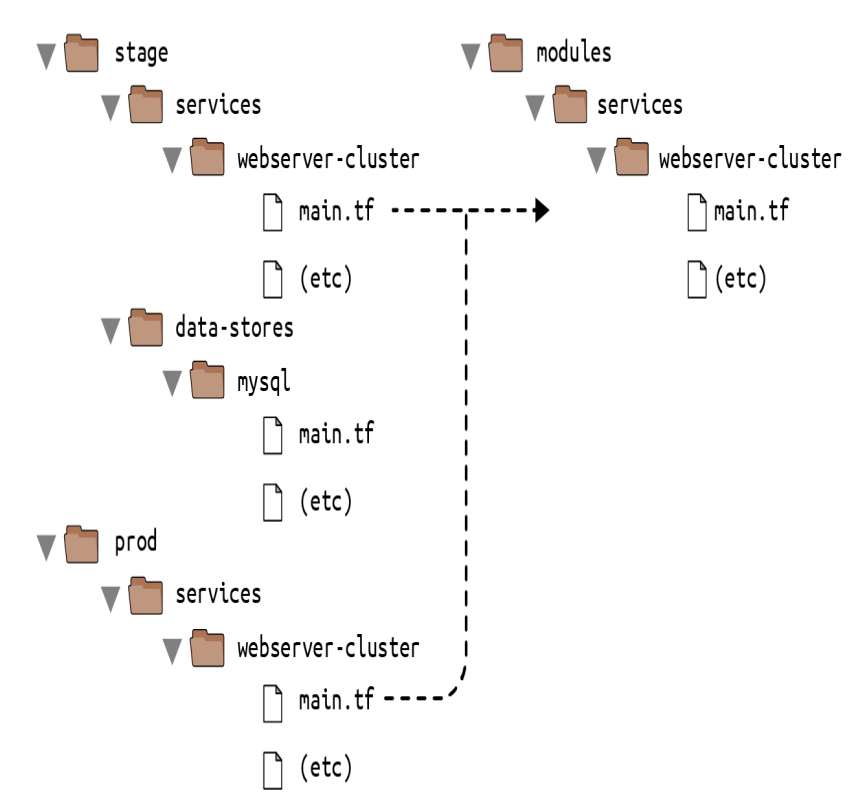 stage
services
webserver-cluster
main.tf
(etc)
data-stores
mysql
main.tf
(etc)
prod
services
webserver-cluster
main.tf
(etc)
modules
services
webserver-cluster
main.tf
(etc)